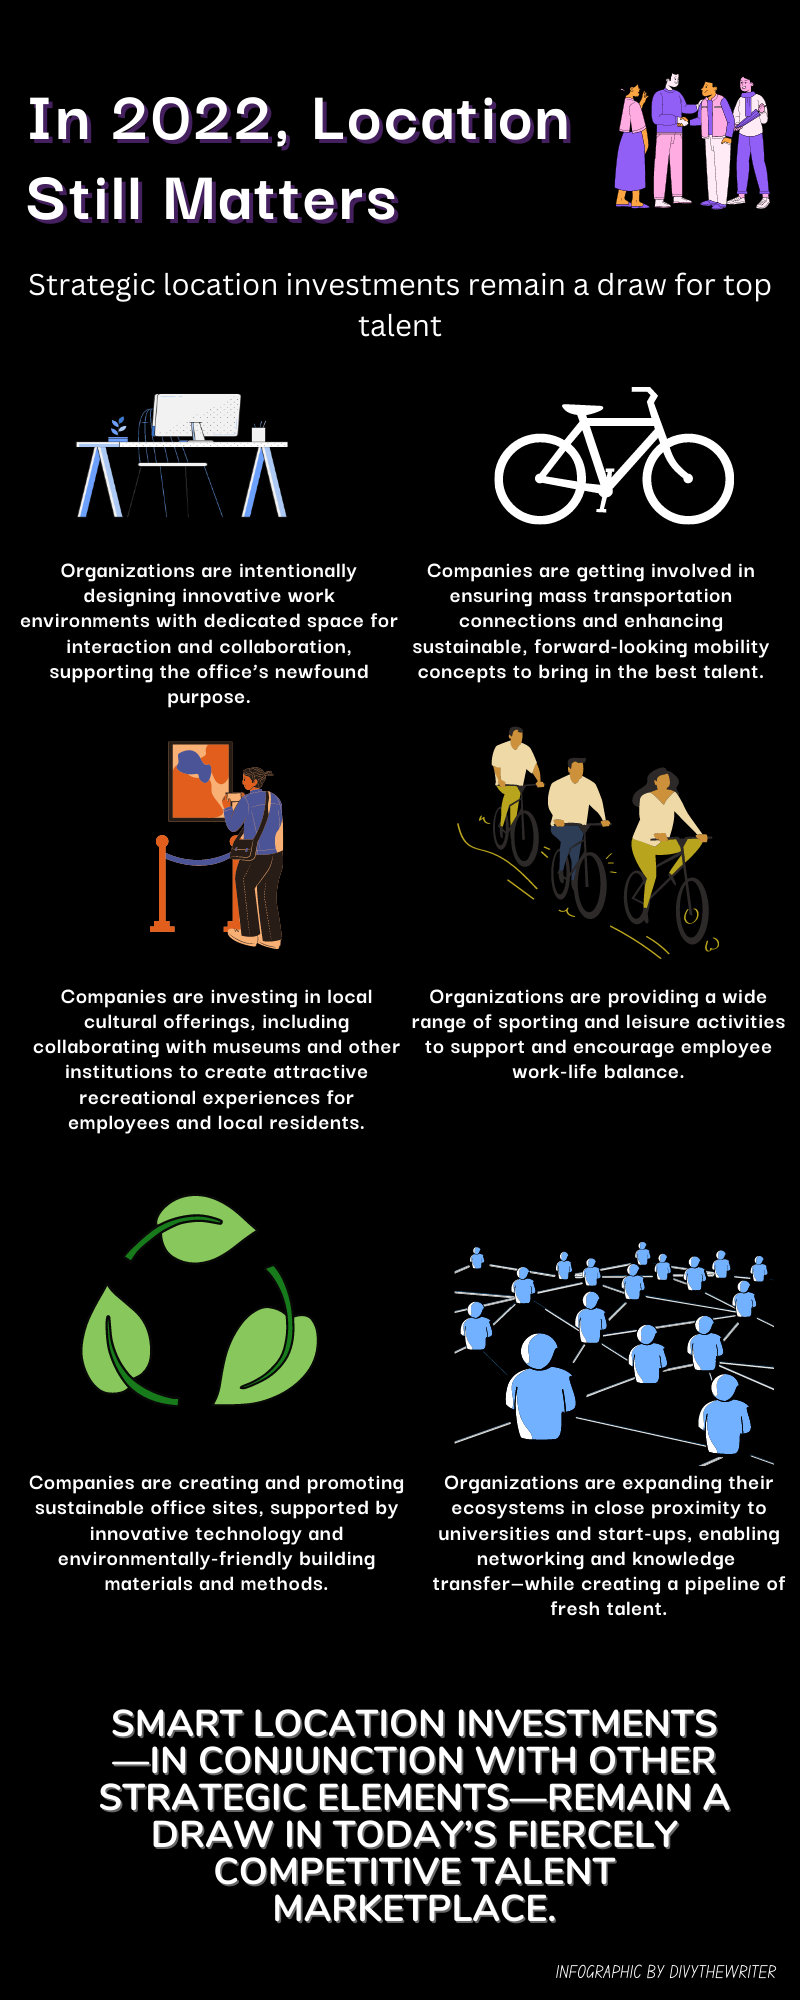 In 2022, Location
Still Matters
Strategic location investments remain a draw for top
talent
Organizations are intentionally
designing innovative work
environments with dedicated space for
interaction and collaboration,
supporting the office's newfound
purpose.
Companies are getting involved in
ensuring mass transportation
connections and enhancing
sustainable, forward-looking mobility
concepts to bring in the best talent.
Companies are investing in local
cultural offerings, including
collaborating with museums and other
institutions to create attractive
recreational experiences for
employees and local residents.
Organizations are providing a wide
range of sporting and leisure activities
to support and encourage employee
work-life balance.
Companies are creating and promoting
sustainable office sites, supported by
innovative technology and
environmentally-friendly building
materials and methods.
Organizations are expanding their
ecosystems in close proximity to
universities and start-ups, enabling
networking and knowledge
transfer—while creating a pipeline of
fresh talent.
SMART LOCATION INVESTMENTS
—IN CONJUNCTION WITH OTHER
STRATEGIC ELEMENTS—REMAIN A
DRAW IN TODAY'S FIERCELY
COMPETITIVE TALENT
MARKETPLACE.
INFOGRAPHIC BY DIVYTHEWRITER